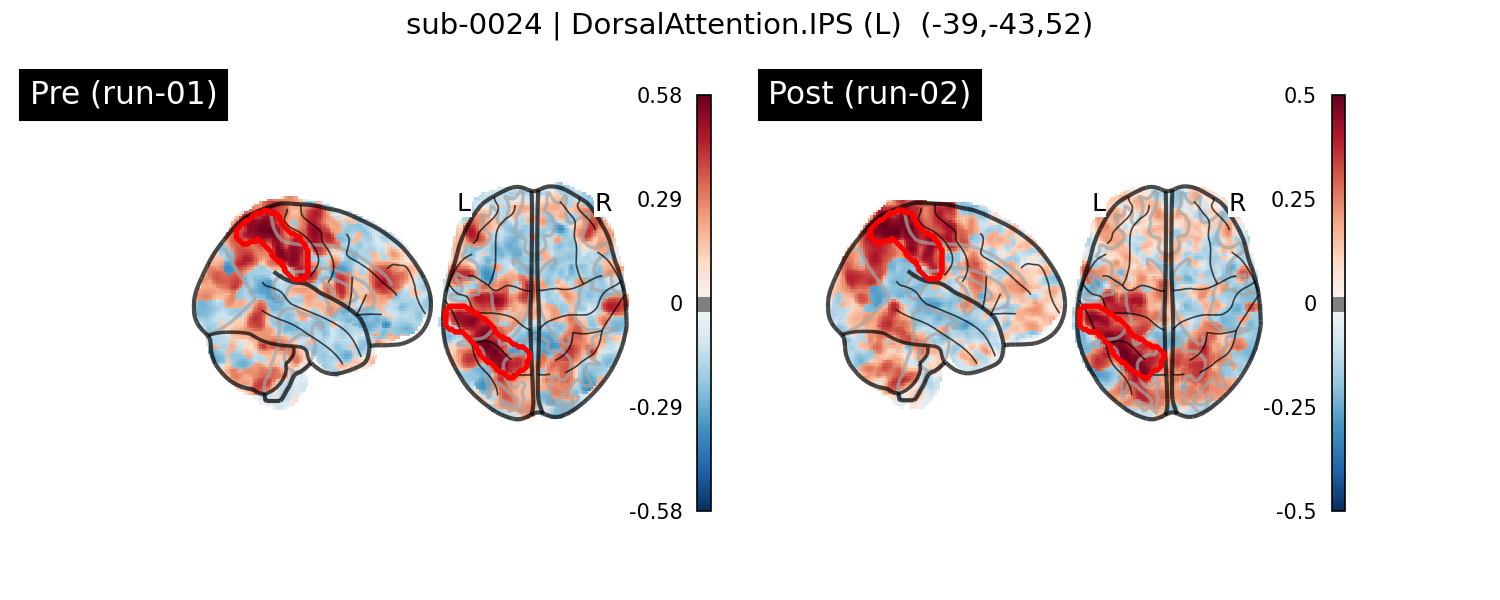 sub-0024 | DorsalAttention.IPS (L)  (-39,-43,52)
Pre (run-01)
L
R
0.58
0.29
0
-0.29
-0.58
Post (run-02)
L
R
0.5
0.25
0
-0.25
-0.5